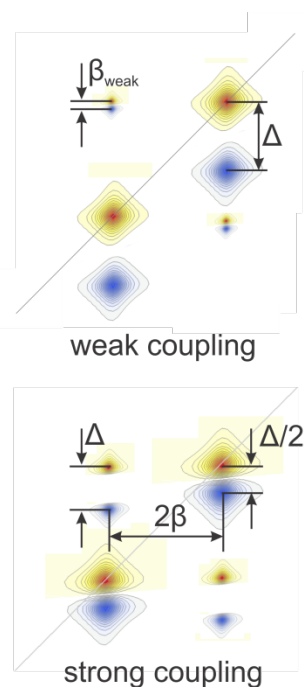 βweak
Δ
weak coupling
Δ
Δ/2
2β
strong coupling